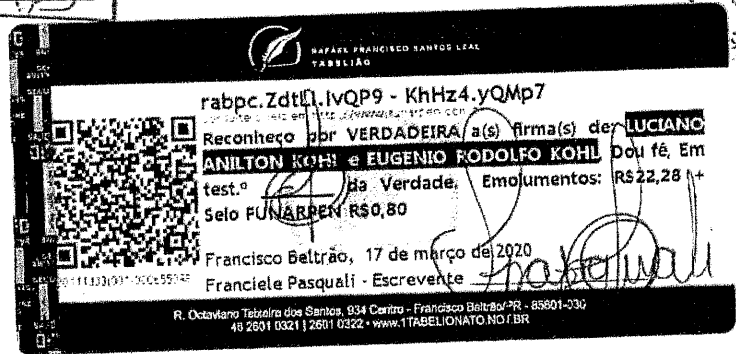 RAFAEL FRANCISCO SANTOS LEAL
TABELIÃO
KhHz4.yQMp7
Reconheço por VERDADEIRA a(s) firma(s) de: LUCIANO
ANILTON KOHL e EUGENIO RODOLFO KOHL Dou fé, Em
test.º da Verdade, Emolumentos: R$22,28 +
Selo FUNARPEN R$0,80
Francisco Beltrão, 17 de março de 2020
Franciele Pasquali - Escrevente
R. Octaviano Teixeira dos Santos, 934 Centro - Francisco Beltrão/PR - 85601-030
46 2601 0321 | 2601 0322 • www.1TABELIONATO.NOT.BR